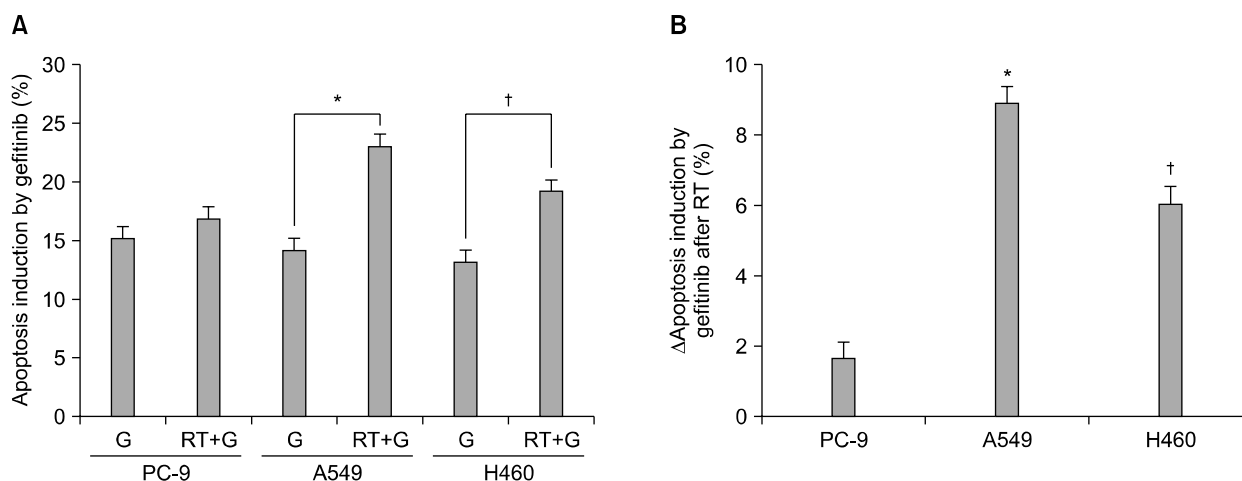 A
Apoptosis induction by gefitinib (%)
30
25
20
15
10
5
0
*
†
G
RT+G
G
RT+G
G
RT+G
PC-9
A549
H460
B
ΔApoptosis induction by
gefitinib after RT (%)
10
8
6
4
2
0
*
†
PC-9
A549
H460